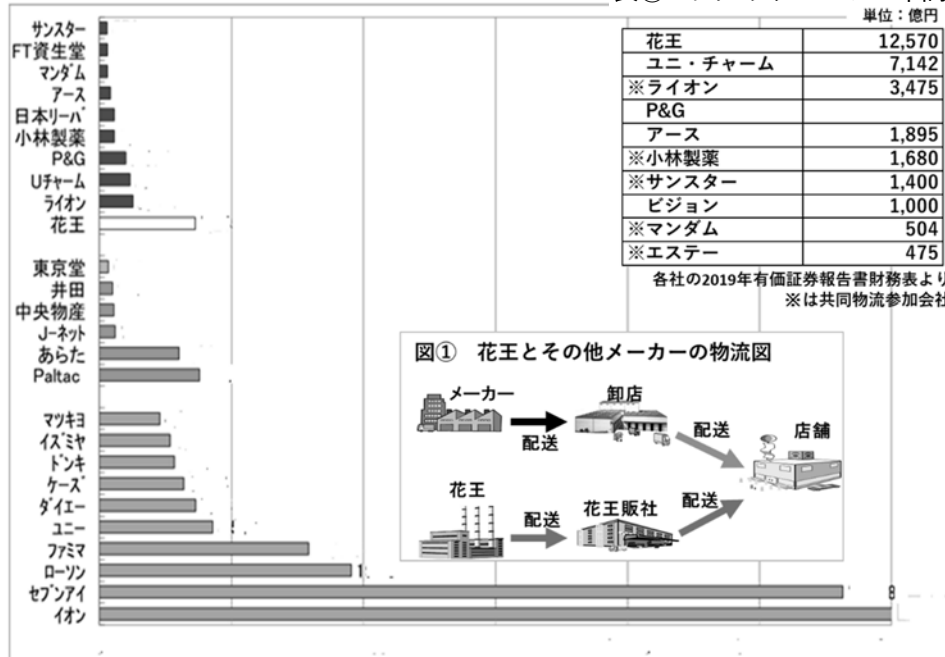 単位：億円
花王 12,570
ユニ・チャーム 7,142
※ライオン 3,475
P&G
アース 1,895
※小林製薬 1,680
※サンスター 1,400
ビジョン 1,000
※マンダム 504
※エステー 475
各社の2019年有価証券報告書財務表より
※は共同物流参加会社
サンスター
FT資生堂
マンダム
アース
日本リーバ
小林製薬
P&G
Uチャーム
ライオン
花王
東京堂
井田
中央物産
J-ネット
あらた
Paltac
マツキヨ
イズミヤ
ドンキ
ケーズ
ダイエー
ユニー
ファミマ
ローソン 1
セブンアイ 8
イオン
図① 花王とその他メーカーの物流図
メーカー
卸店
配送
配送
店舗
花王
配送
花王販社
配送